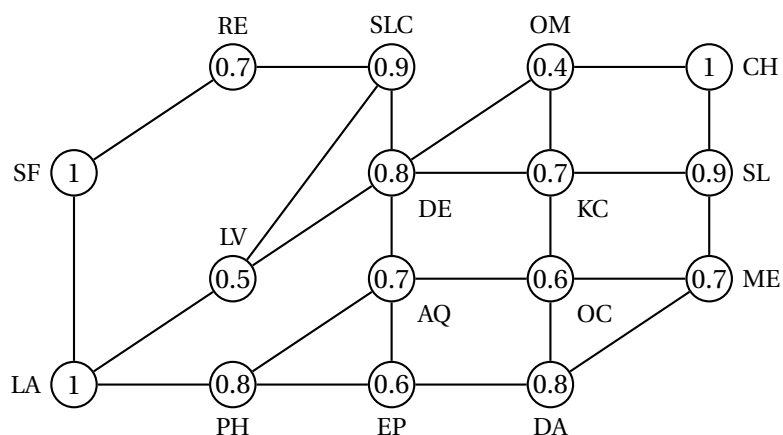 RE SLC OM
0.7 0.9 0.4 1 CH
SF 1 0.8 0.7 0.9 SL
DE KC
LV
0.5 0.7 0.6 0.7 ME
AQ OC
LA 1 0.8 0.6 0.8
PH EP DA